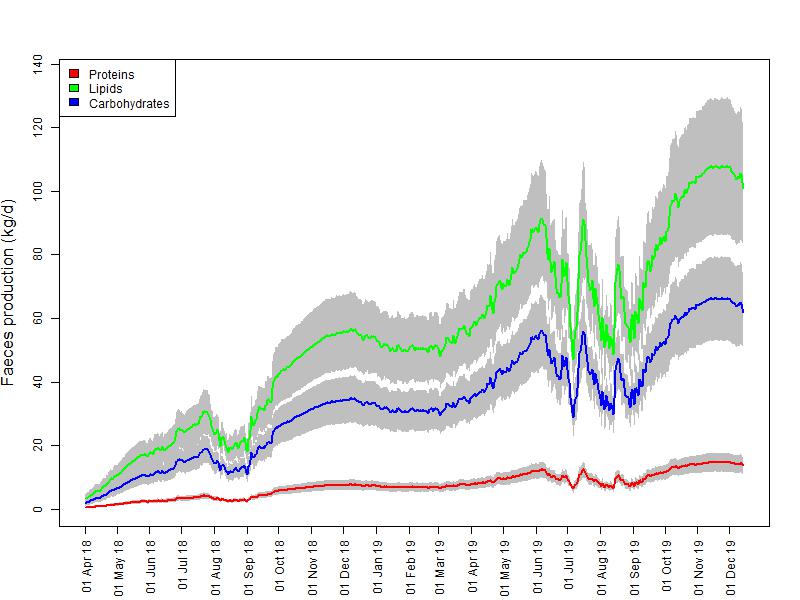 Proteins
Lipids
Carbohydrates
Faeces production (kg/d)
140
120
100
80
60
40
20
0
01 Apr 18
01 May 18
01 Jun 18
01 Jul 18
01 Aug 18
01 Sep 18
01 Oct 18
01 Nov 18
01 Dec 18
01 Jan 19
01 Feb 19
01 Mar 19
01 Apr 19
01 May 19
01 Jun 19
01 Jul 19
01 Aug 19
01 Sep 19
01 Oct 19
01 Nov 19
01 Dec 19